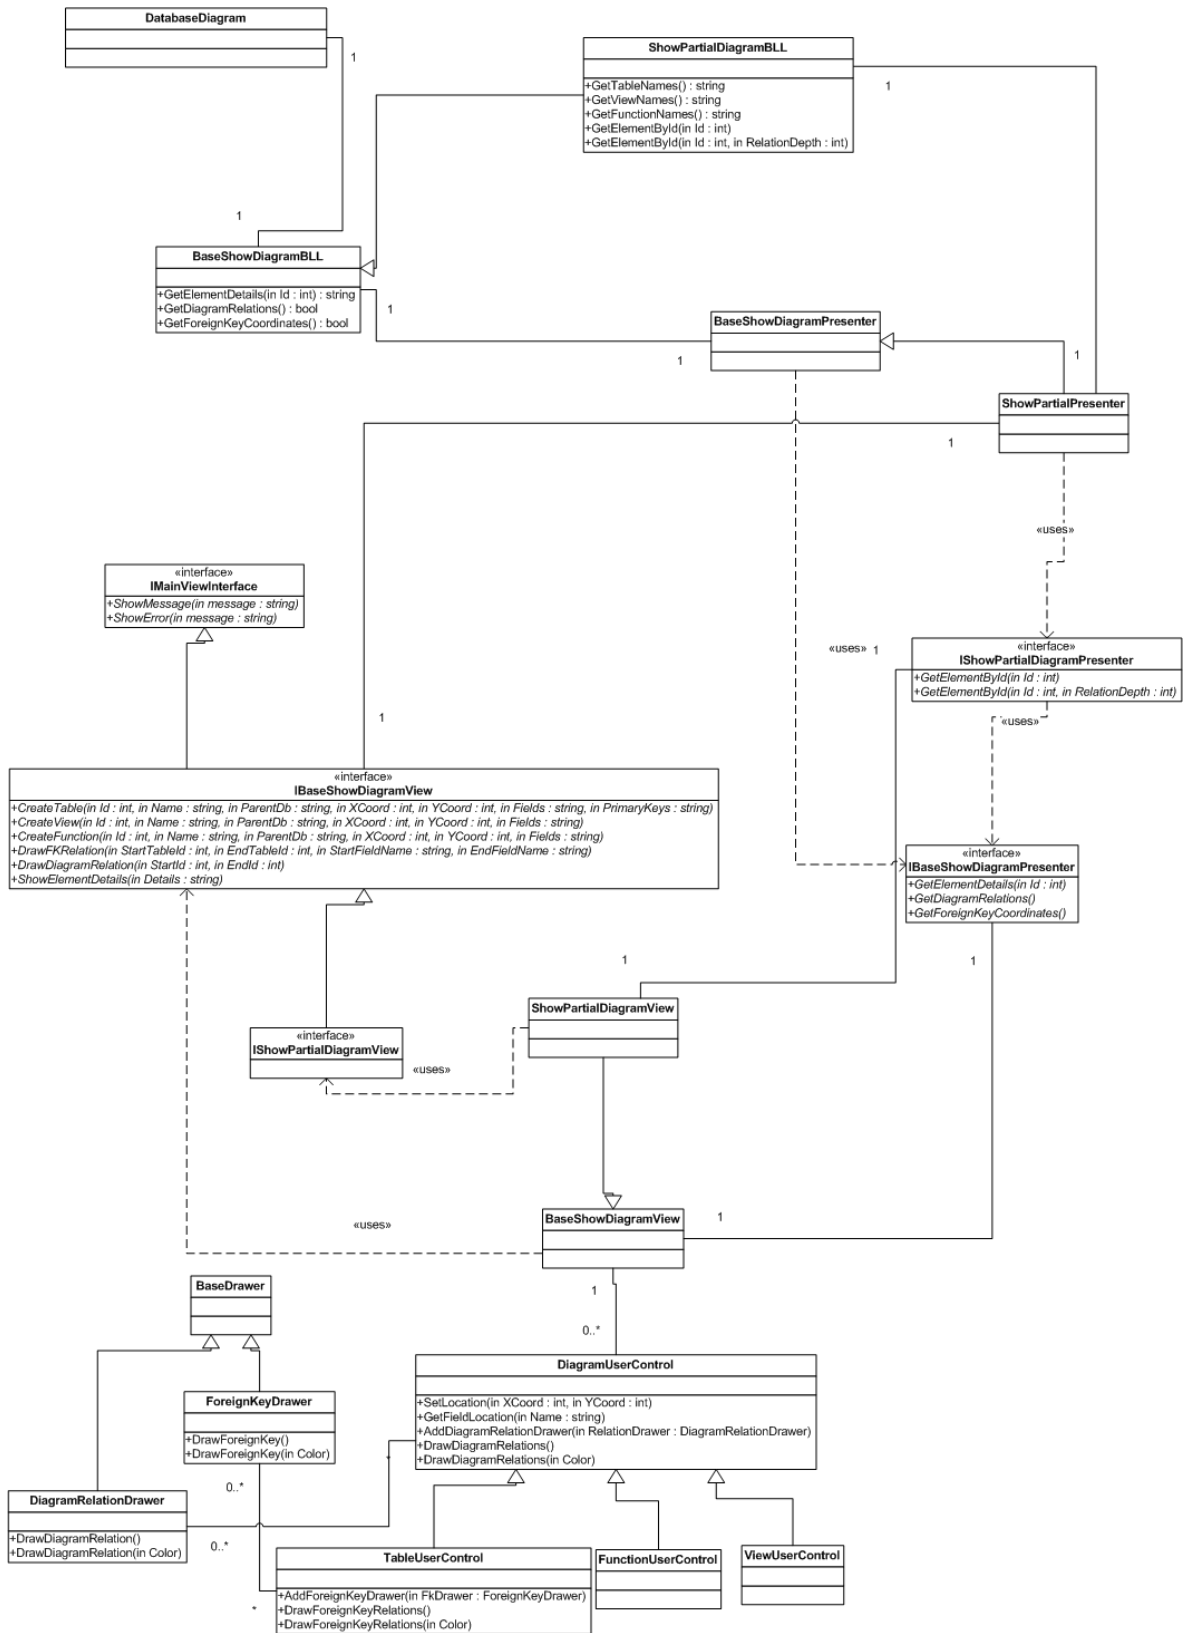 DatabaseDiagram
1
ShowPartialDiagramBLL
+GetTableNames() : string
+GetViewNames() : string
+GetFunctionNames() : string
+GetElementById(in Id : int)
+GetElementById(in Id : int, in RelationDepth : int)
1
1
BaseShowDiagramBLL
+GetElementDetails(in Id : int) : string
+GetDiagramRelations() : bool
+GetForeignKeyCoordinates() : bool
1
BaseShowDiagramPresenter
1
1
ShowPartialPresenter
1
«uses»
«interface»
IMainViewInterface
+ShowMessage(in message : string)
+ShowError(in message : string)
«uses»
1
«interface»
IShowPartialDiagramPresenter
+GetElementById(in Id : int)
+GetElementById(in Id : int, in RelationDepth : int)
«uses»
1
«interface»
IBaseShowDiagramView
+CreateTable(in Id : int, in Name : string, in ParentDb : string, in XCoord : int, in YCoord : int, in Fields : string, in PrimaryKeys : string)
+CreateView(in Id : int, in Name : string, in ParentDb : string, in XCoord : int, in YCoord : int, in Fields : string)
+CreateFunction(in Id : int, in Name : string, in ParentDb : string, in XCoord : int, in YCoord : int, in Fields : string)
+DrawFKRelation(in StartTableId : int, in EndTableId : int, in StartFieldName : string, in EndFieldName : string)
+DrawDiagramRelation(in StartId : int, in EndId : int)
+ShowElementDetails(in Details : string)
«interface»
IBaseShowDiagramPresenter
+GetElementDetails(in Id : int)
+GetDiagramRelations()
+GetForeignKeyCoordinates()
1
1
ShowPartialDiagramView
«interface»
IShowPartialDiagramView
«uses»
BaseShowDiagramView
1
«uses»
BaseDrawer
1
0..*
DiagramUserControl
+SetLocation(in XCoord : int, in YCoord : int)
+GetFieldLocation(in Name : string)
+AddDiagramRelationDrawer(in RelationDrawer : DiagramRelationDrawer)
+DrawDiagramRelations()
+DrawDiagramRelations(in Color)
ForeignKeyDrawer
+DrawForeignKey()
+DrawForeignKey(in Color)
*
0..*
DiagramRelationDrawer
+DrawDiagramRelation()
+DrawDiagramRelation(in Color)
0..*
TableUserControl
+AddForeignKeyDrawer(in FkDrawer : ForeignKeyDrawer)
+DrawForeignKeyRelations()
+DrawForeignKeyRelations(in Color)
*
FunctionUserControl
ViewUserControl